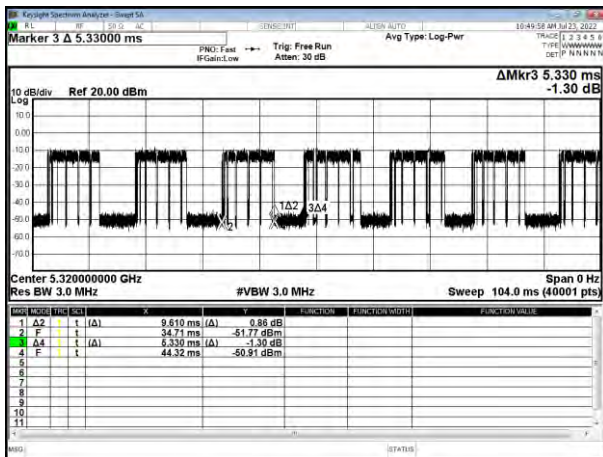 Keysight Spectrum Analyzer - Swept SA
RL RF 50 Ω AC SENSE:INT ALIGN AUTO 10:49:58 AM Jul 23, 2022
Marker 3 Δ 5.33000 ms
PNO: Fast
IFGain:Low
Trig: Free Run
Atten: 30 dB
Avg Type: Log-Pwr
TRACE 1 2 3 4 5 6
TYPE WWWWWW
DET P N N N N N
ΔMkr3 5.330 ms
-1.30 dB
10 dB/div Ref 20.00 dBm
Log
10.0
0.00
-10.0
-20.0
-30.0
-40.0
-50.0
-60.0
-70.0
2
1Δ2
3Δ4
Center 5.320000000 GHz
Span 0 Hz
Res BW 3.0 MHz
#VBW 3.0 MHz
Sweep 104.0 ms (40001 pts)
MKR MODE TRC SCL X Y FUNCTION FUNCTION WIDTH FUNCTION VALUE
1 Δ2 1 t (Δ) 9.610 ms (Δ) 0.86 dB
2 F 1 t 34.71 ms -51.77 dBm
3 Δ4 1 t (Δ) 5.330 ms (Δ) -1.30 dB
4 F 1 t 44.32 ms -50.91 dBm
5
6
7
8
9
10
11
MSG STATUS